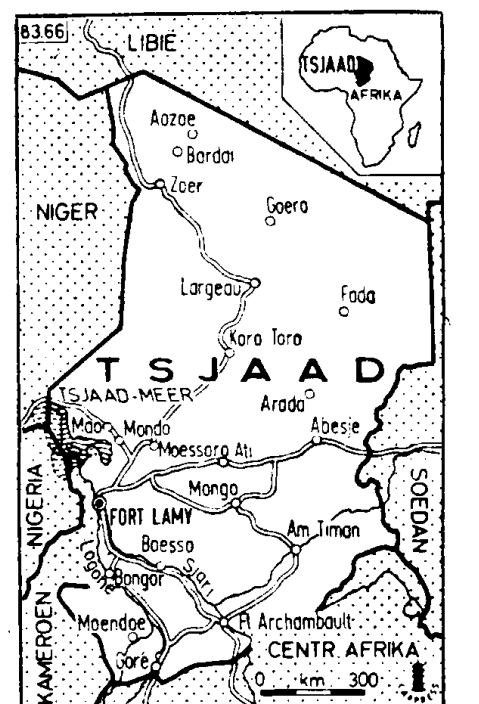 83.66
LIBIË
TSJAAD
AFRIKA
Aozoe
Bardai
Zoer
Goero
NIGER
Largeau
Fada
Koro Toro
TSJAAD
TSJAAD-MEER
Arada
Mao
Mondo
Abesje
Moessoro
Ati
NIGERIA
Mongo
SOEDAN
FORT LAMY
Am Timan
Logone
Boesso
Sjari
Bongor
KAMEROEN
Moendoe
Ft Archambault
CENTR. AFRIKA
Goré
0 km 300